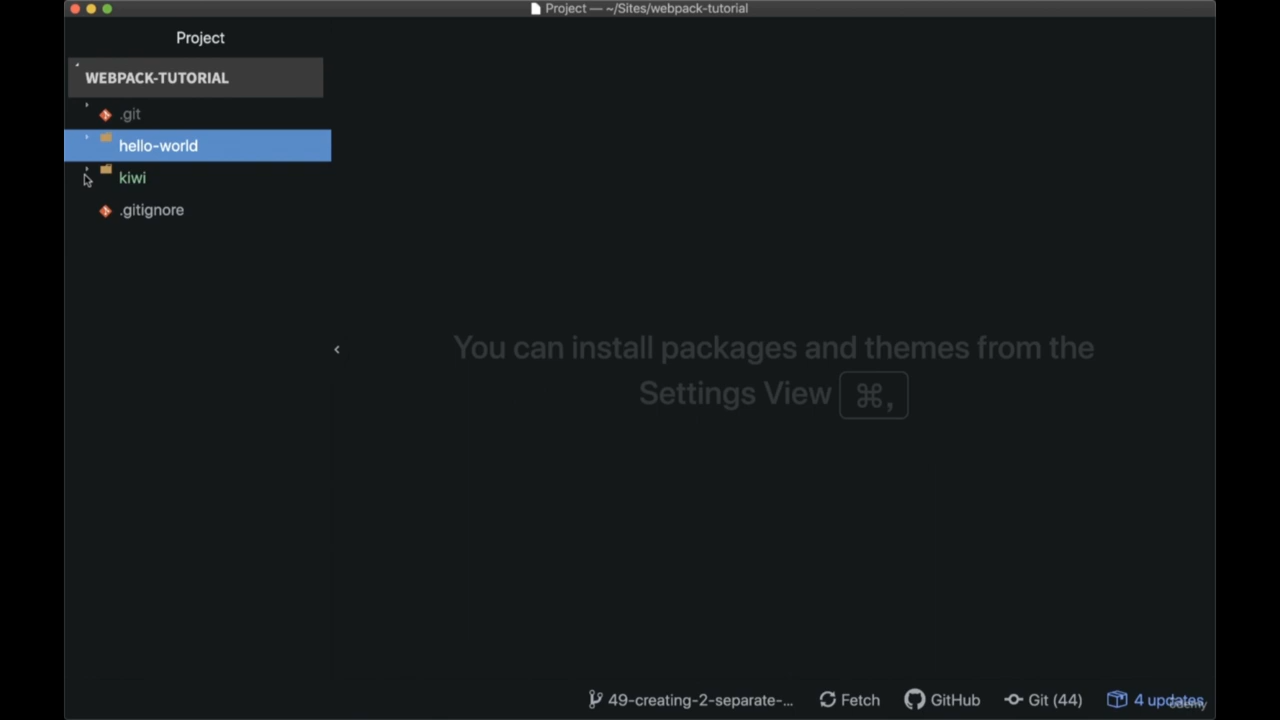 Project — ~/Sites/webpack-tutorial
Project
WEBPACK-TUTORIAL
.git
hello-world
kiwi
.gitignore
You can install packages and themes from the
Settings View ⌘,
49-creating-2-separate-... Fetch GitHub Git (44) 4 updates
udemy